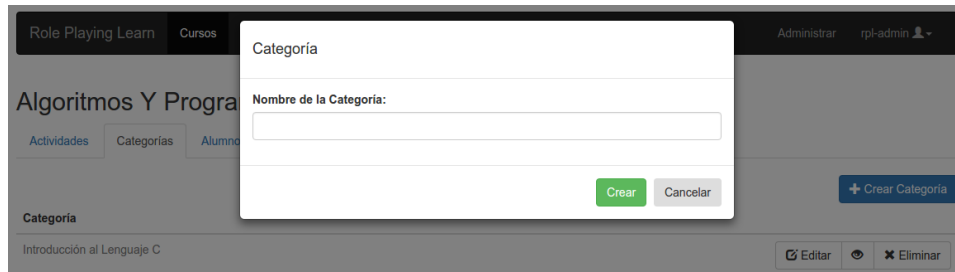 Role Playing Learn Cursos Administrar rpl-admin
Categoría
Algoritmos Y Progra
Nombre de la Categoría:
Actividades Categorías Alumno
Crear Cancelar
Crear Categoría
Categoría
Introducción al Lenguaje C
Editar Eliminar